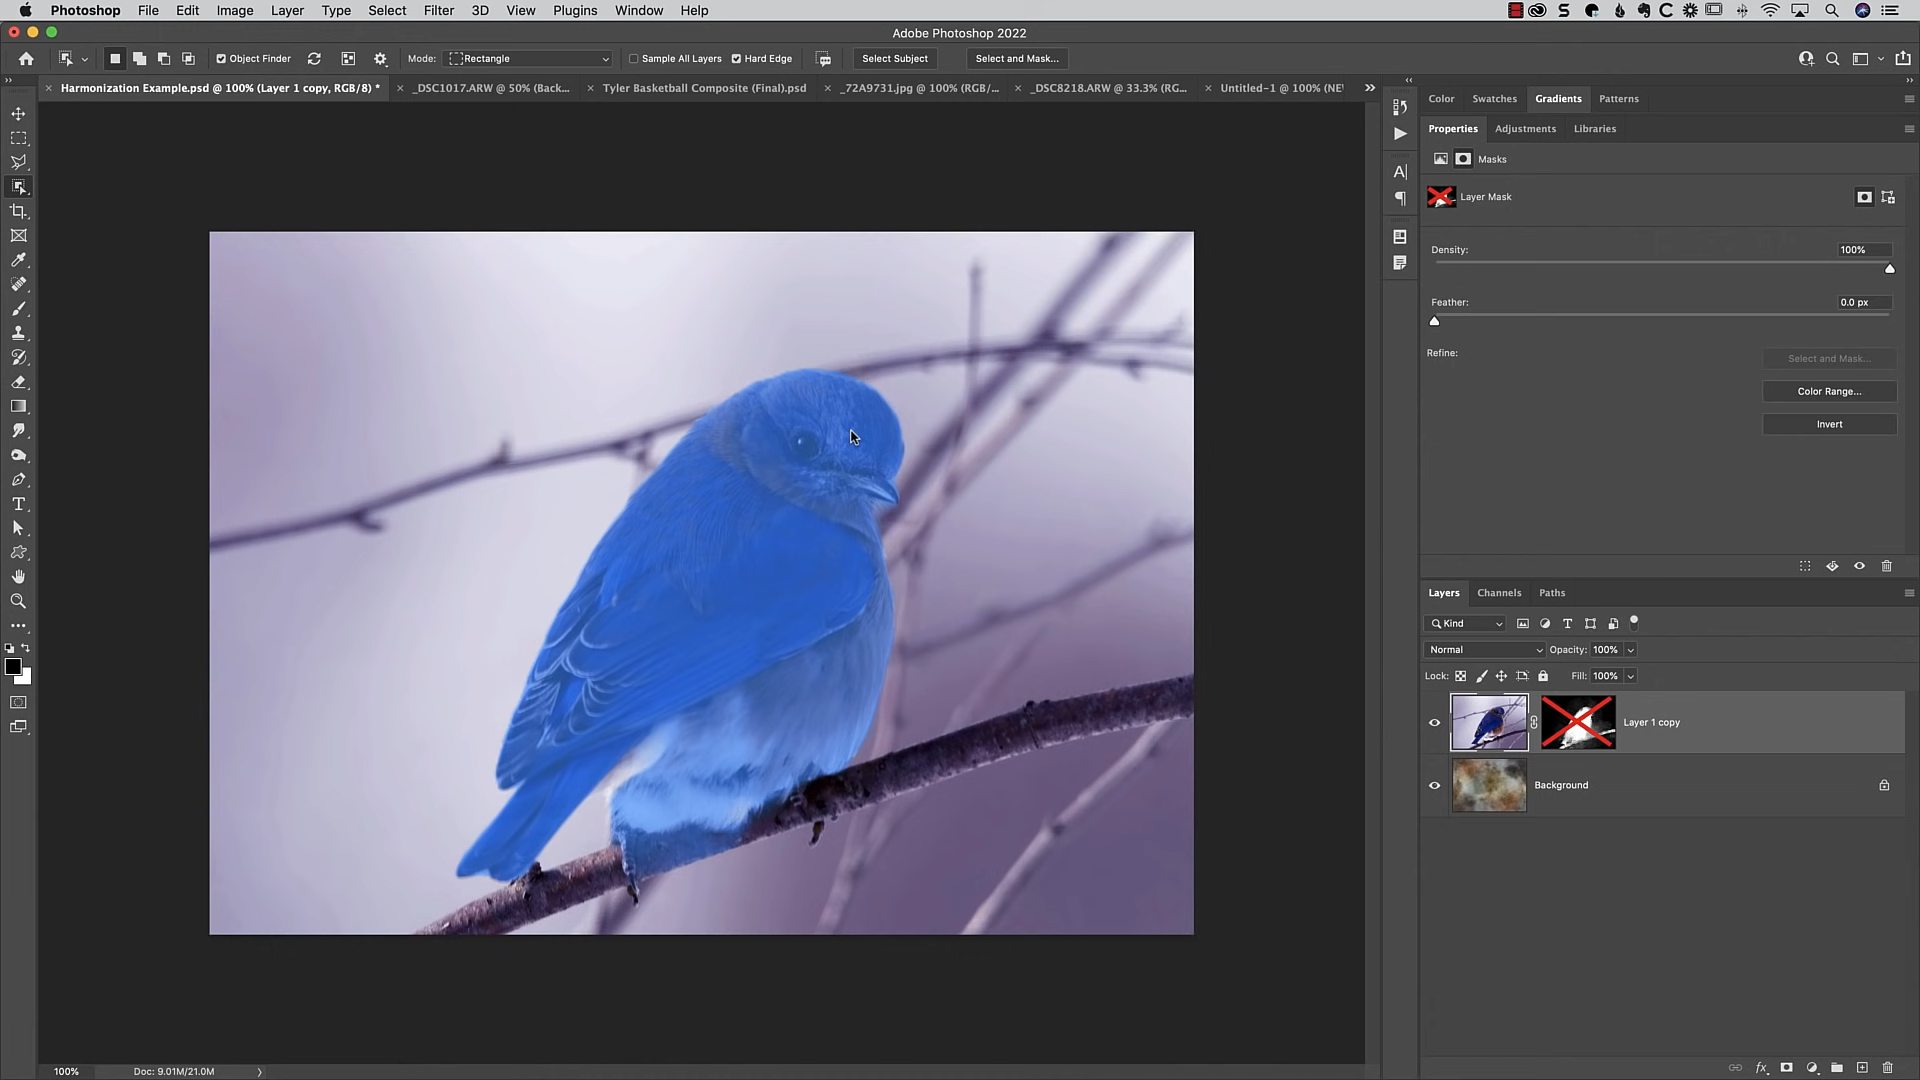 Photoshop File Edit Image Layer Type Select Filter 3D View Plugins Window Help
Adobe Photoshop 2022
Object Finder Mode: Rectangle Sample All Layers Hard Edge Select Subject Select and Mask...
Harmonization Example.psd @ 100% (Layer 1 copy, RGB/8) * _DSC1017.ARW @ 50% (Back... Tyler Basketball Composite (Final).psd _72A9731.jpg @ 100% (RGB/... _DSC8218.ARW @ 33.3% (RG... Untitled-1 @ 100% (NE
Color Swatches Gradients Patterns
Properties Adjustments Libraries
Masks
Layer Mask
Density: 100%
Feather: 0.0 px
Refine:
Select and Mask...
Color Range...
Invert
Layers Channels Paths
Kind
Normal Opacity: 100%
Lock: Fill: 100%
Layer 1 copy
Background
100% Doc: 9.01M/21.0M